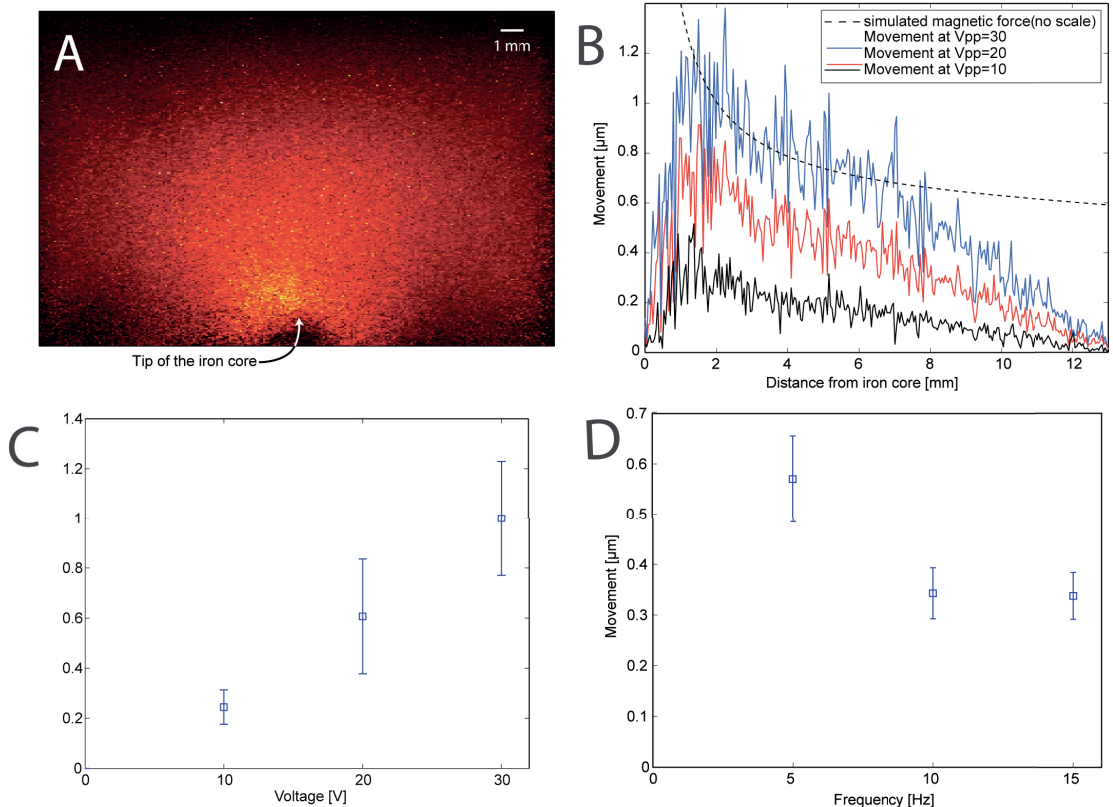 A
1 mm
Tip of the iron core
B
simulated magnetic force(no scale)
Movement at Vpp=30
Movement at Vpp=20
Movement at Vpp=10
1.2
1
0.8
0.6
0.4
0.2
0
Movement [µm]
0 2 4 6 8 10 12
Distance from iron core [mm]
C
1.4
1.2
1
0.8
0.6
0.4
0.2
0 10 20 30
Voltage [V]
D
0.7
0.6
0.5
0.4
0.3
0.2
0.1
0
Movement [µm]
0 5 10 15
Frequency [Hz]